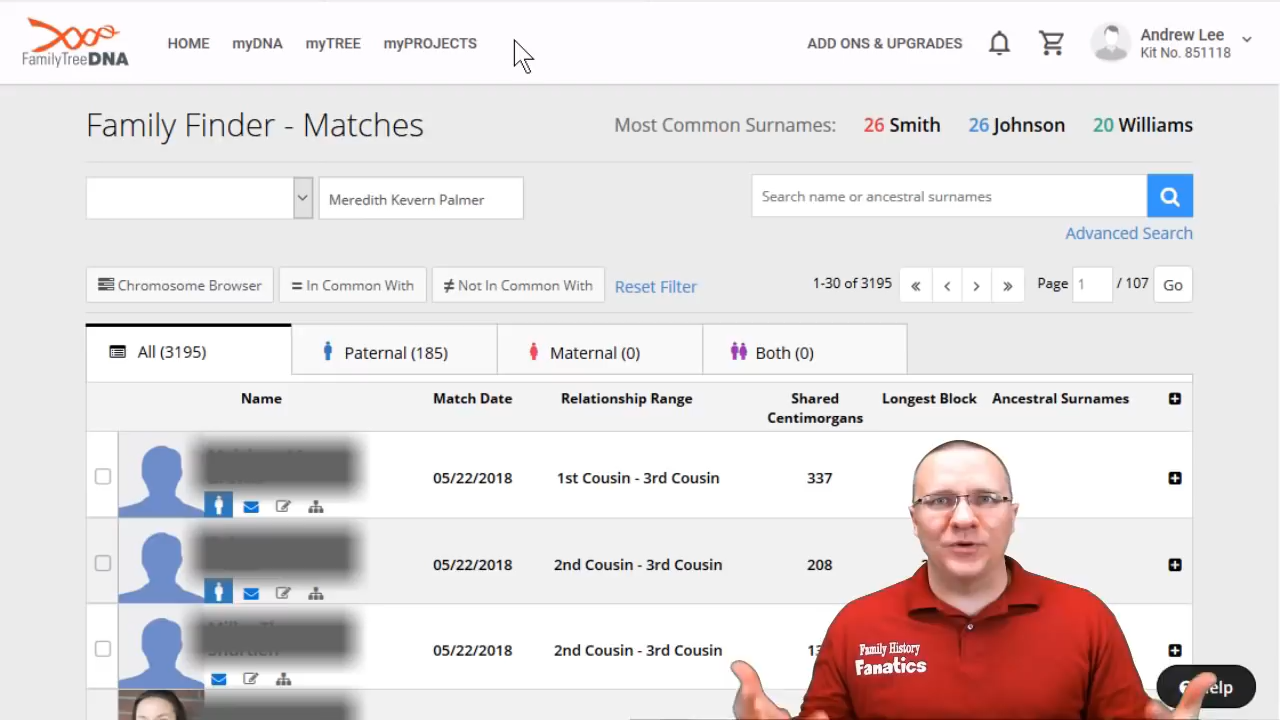 FamilyTreeDNA
HOME myDNA myTREE myPROJECTS
ADD ONS & UPGRADES
Andrew Lee
Kit No. 851118
Family Finder - Matches
Most Common Surnames: 26 Smith 26 Johnson 20 Williams
Meredith Kevern Palmer
Search name or ancestral surnames
Advanced Search
Chromosome Browser
= In Common With
≠ Not In Common With
Reset Filter
1-30 of 3195 « ‹ › » Page 1 / 107 Go
All (3195)
Paternal (185)
Maternal (0)
Both (0)
Name
Match Date
Relationship Range
Shared
Centimorgans
Longest Block
Ancestral Surnames
05/22/2018 1st Cousin - 3rd Cousin 337
05/22/2018 2nd Cousin - 3rd Cousin 208
05/22/2018 2nd Cousin - 3rd Cousin
Family History
Fanatics